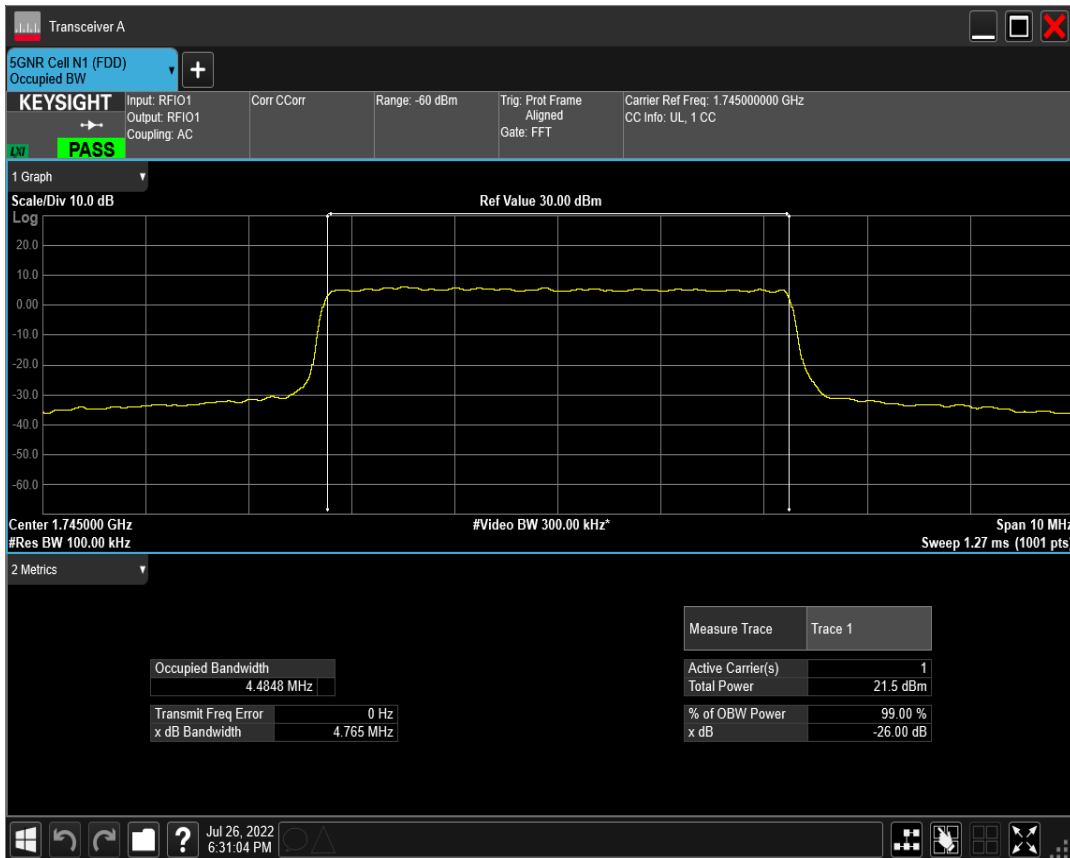 Transceiver A
5GNR Cell N1 (FDD)
Occupied BW
+
KEYSIGHT
LXI
PASS
Input: RFIO1
Output: RFIO1
Coupling: AC
Corr CCorr
Range: -60 dBm
Trig: Prot Frame
Aligned
Gate: FFT
Carrier Ref Freq: 1.745000000 GHz
CC Info: UL, 1 CC
1 Graph
Scale/Div 10.0 dB
Ref Value 30.00 dBm
Log
20.0
10.0
0.00
-10.0
-20.0
-30.0
-40.0
-50.0
-60.0
Center 1.745000 GHz
#Video BW 300.00 kHz*
Span 10 MHz
#Res BW 100.00 kHz
Sweep 1.27 ms (1001 pts)
2 Metrics
Measure Trace Trace 1
Occupied Bandwidth
4.4848 MHz
Active Carrier(s) 1
Total Power 21.5 dBm
Transmit Freq Error 0 Hz
x dB Bandwidth 4.765 MHz
% of OBW Power 99.00 %
x dB -26.00 dB
?
Jul 26, 2022
6:31:04 PM